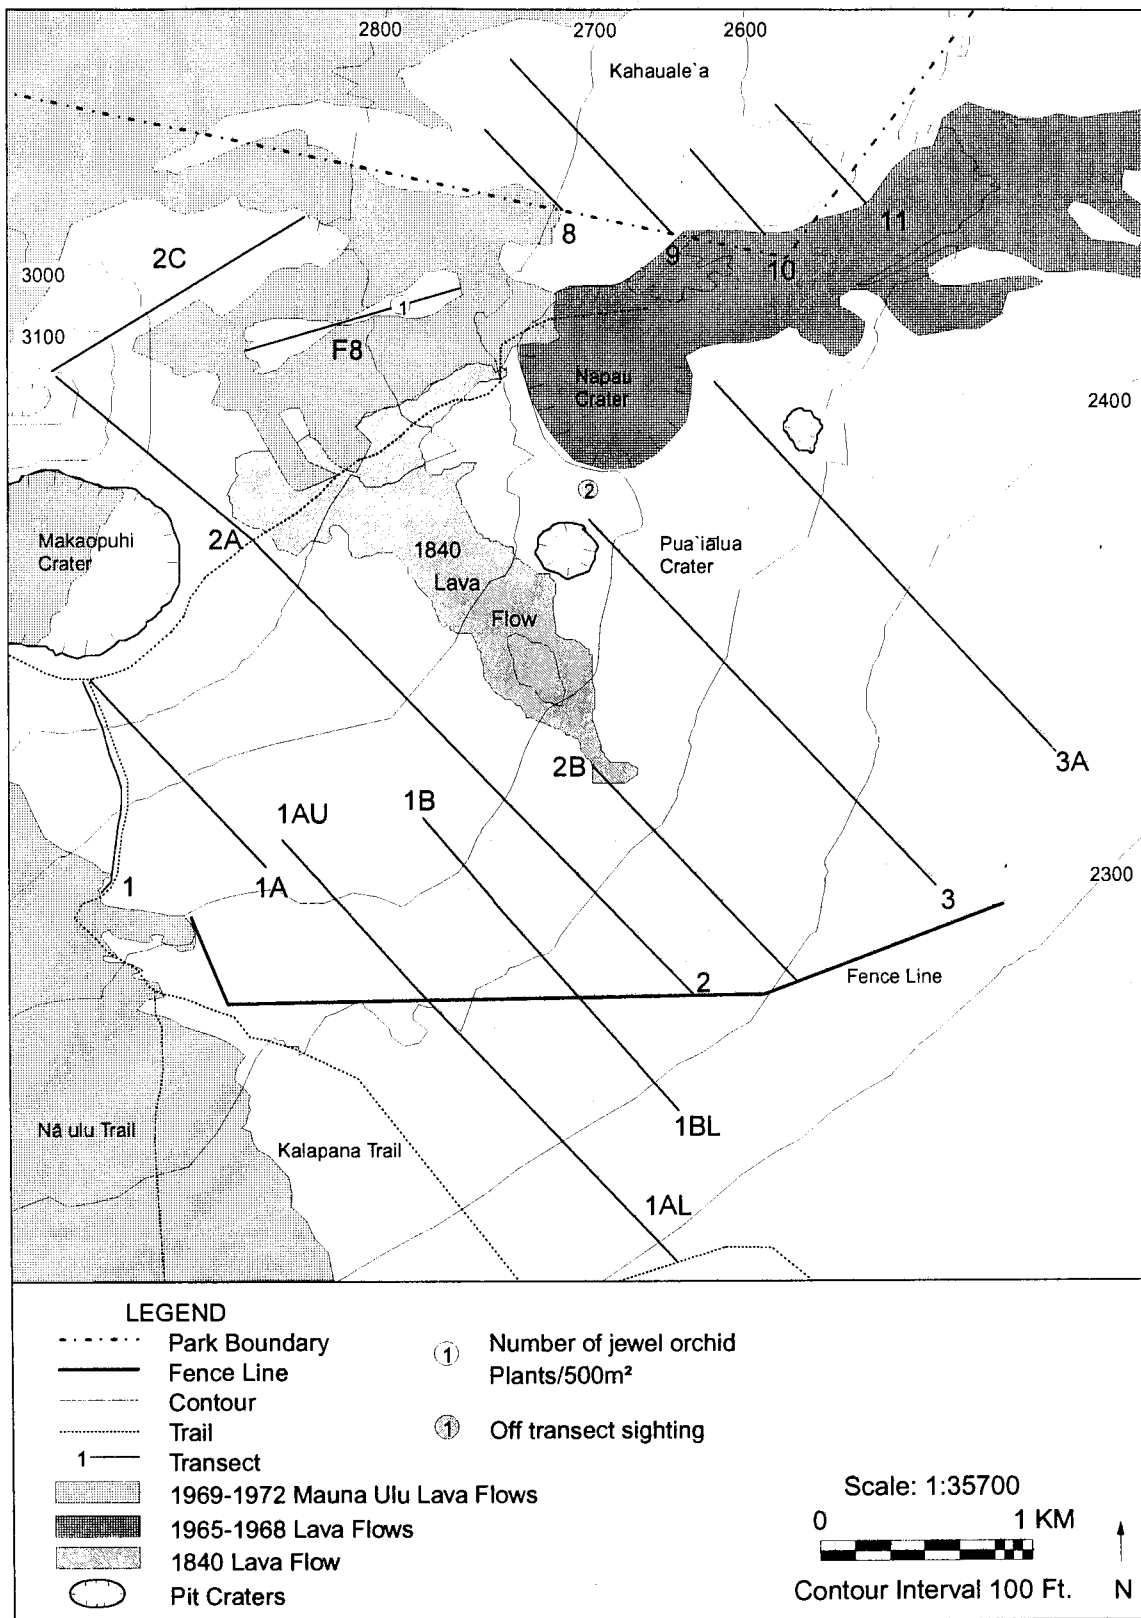 2800
2700
2600
Kahauale`a
8
9
10
11
2C
3000
3100
1
F8
Napau
Crater
2400
2
Makaopuhi
Crater
2A
1840
Lava
Flow
Pua`iālua
Crater
2B
3A
1AU
1B
1A
1
3
2300
2
Fence Line
1BL
Nā ulu Trail
Kalapana Trail
1AL
LEGEND
Park Boundary
Fence Line
Contour
Trail
1 Transect
1969-1972 Mauna Ulu Lava Flows
1965-1968 Lava Flows
1840 Lava Flow
Pit Craters
1 Number of jewel orchid
Plants/500m²
1 Off transect sighting
Scale: 1:35700
0 1 KM
Contour Interval 100 Ft.
N